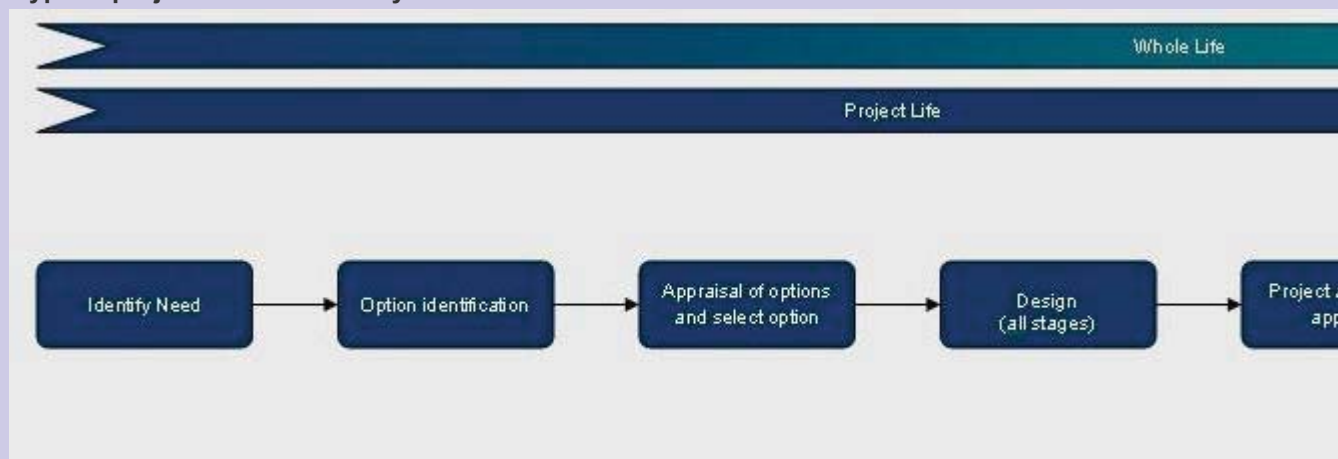 Whole Life
Project Life
Identify Need
Option identification
Appraisal of options
and select option
Design
(all stages)
Project